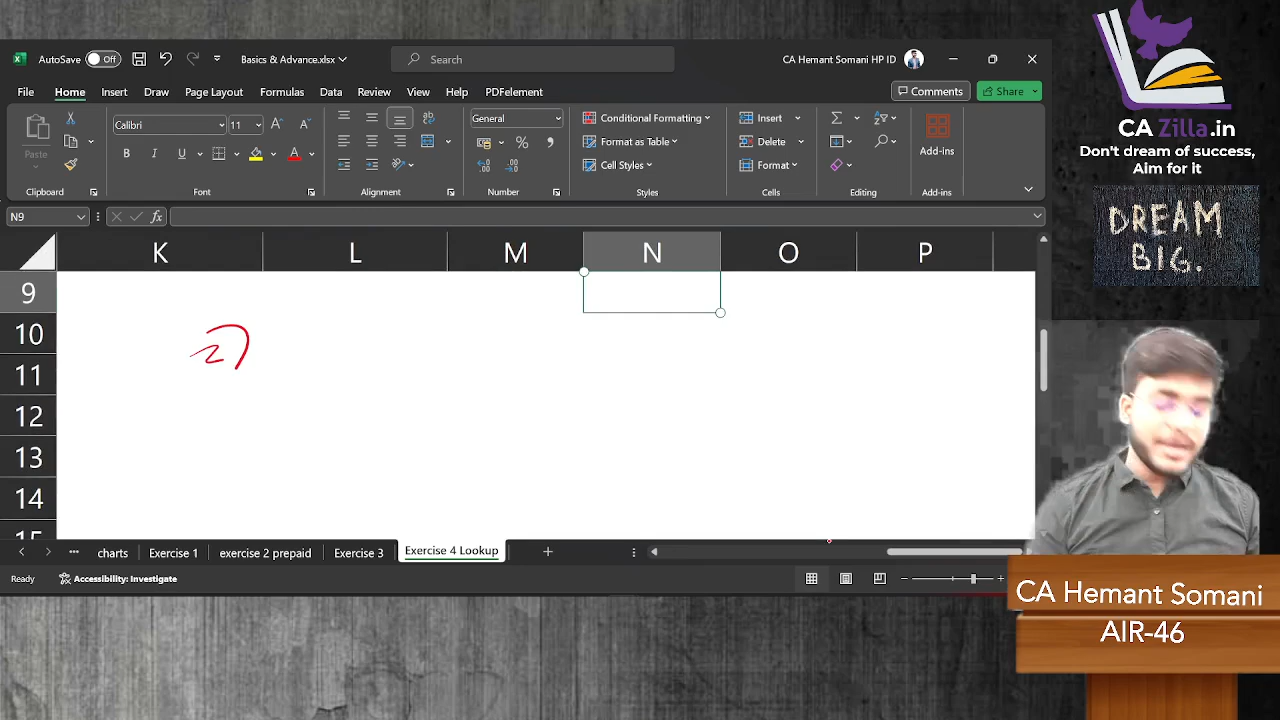 AutoSave Off Basics & Advance.xlsx Search CA Hemant Somani HP ID
File Home Insert Draw Page Layout Formulas Data Review View Help PDFelement Comments Share
Paste
Clipboard
Calibri 11
B I U A
Font
Alignment
General
%
Number
Conditional Formatting
Format as Table
Cell Styles
Styles
Insert
Delete
Format
Cells
Editing
Add-ins
Add-ins
N9 fx
K L M N O P
9
10
11
12
13
14
15
2)
charts Exercise 1 exercise 2 prepaid Exercise 3 Exercise 4 Lookup
Ready Accessibility: Investigate
CA Zilla.in
Don't dream of success,
Aim for it
DREAM
BIG.
CA Hemant Somani
AIR-46